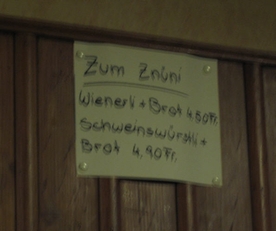 Zum Znüni
Wienerli + Brot 4.80Fr.
Schweinswürstli +
Brot 4.90Fr.